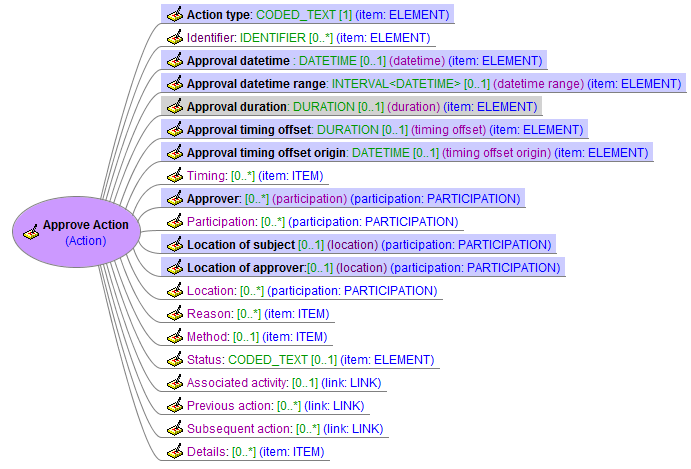 Action type: CODED_TEXT [1] (item: ELEMENT)
Identifier: IDENTIFIER [0..*] (item: ELEMENT)
Approval datetime : DATETIME [0..1] (datetime) (item: ELEMENT)
Approval datetime range: INTERVAL<DATETIME> [0..1] (datetime range) (item: ELEMENT)
Approval duration: DURATION [0..1] (duration) (item: ELEMENT)
Approval timing offset: DURATION [0..1] (timing offset) (item: ELEMENT)
Approval timing offset origin: DATETIME [0..1] (timing offset origin) (item: ELEMENT)
Timing: [0..*] (item: ITEM)
Approver: [0..*] (participation) (participation: PARTICIPATION)
Participation: [0..*] (participation: PARTICIPATION)
Approve Action
(Action)
Location of subject [0..1] (location) (participation: PARTICIPATION)
Location of approver:[0..1] (location) (participation: PARTICIPATION)
Location: [0..*] (participation: PARTICIPATION)
Reason: [0..*] (item: ITEM)
Method: [0..1] (item: ITEM)
Status: CODED_TEXT [0..1] (item: ELEMENT)
Associated activity: [0..1] (link: LINK)
Previous action: [0..*] (link: LINK)
Subsequent action: [0..*] (link: LINK)
Details: [0..*] (item: ITEM)